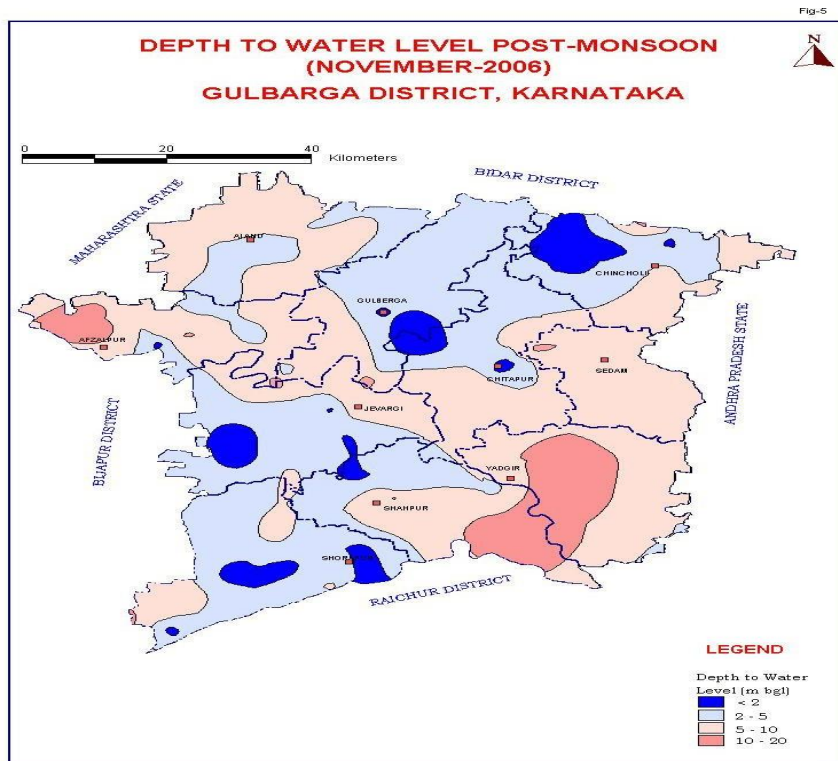 Fig-5
DEPTH TO WATER LEVEL POST-MONSOON
(NOVEMBER-2006)
GULBARGA DISTRICT, KARNATAKA
N
20 0 20 40
Kilometers
BIDAR DISTRICT
MAHARASHTRA STATE
ALAND
CHINCHOLI
GULBERGA
AFZALPUR
SEDAM
CHITAPUR
ANDHRA PRADESH STATE
JEVARGI
BIJAPUR DISTRICT
YADGIR
SHAHPUR
RAICHUR DISTRICT
LEGEND
Depth to Water
Level (m bgl)
< 2
2 - 5
5 - 10
10 - 20